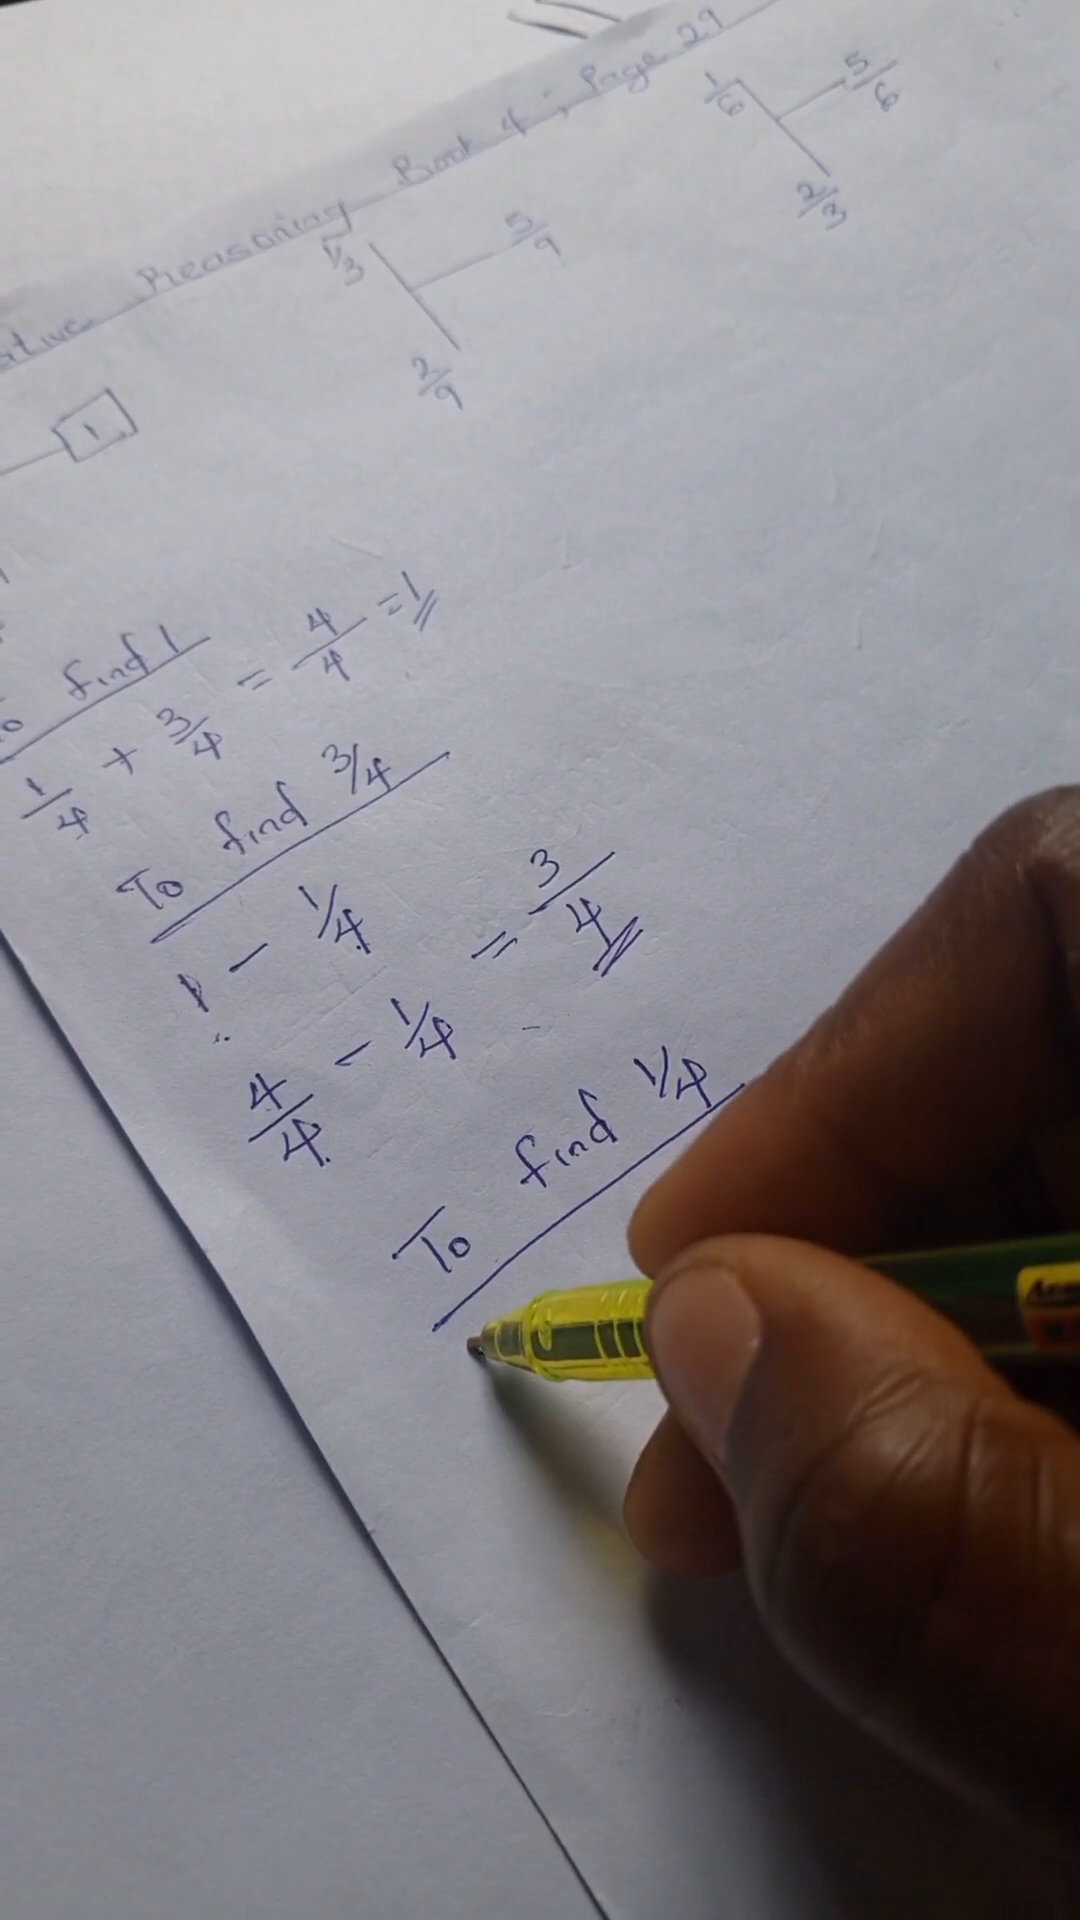 Reasoning Book 4; Page 29
1/3 5/9 2/9
1/6 5/6 2/3
1
find 1
1/4 + 3/4 = 4/4 = 1
To find 3/4
1 - 1/4
4/4 - 1/4 = 3/4
To find 1/4